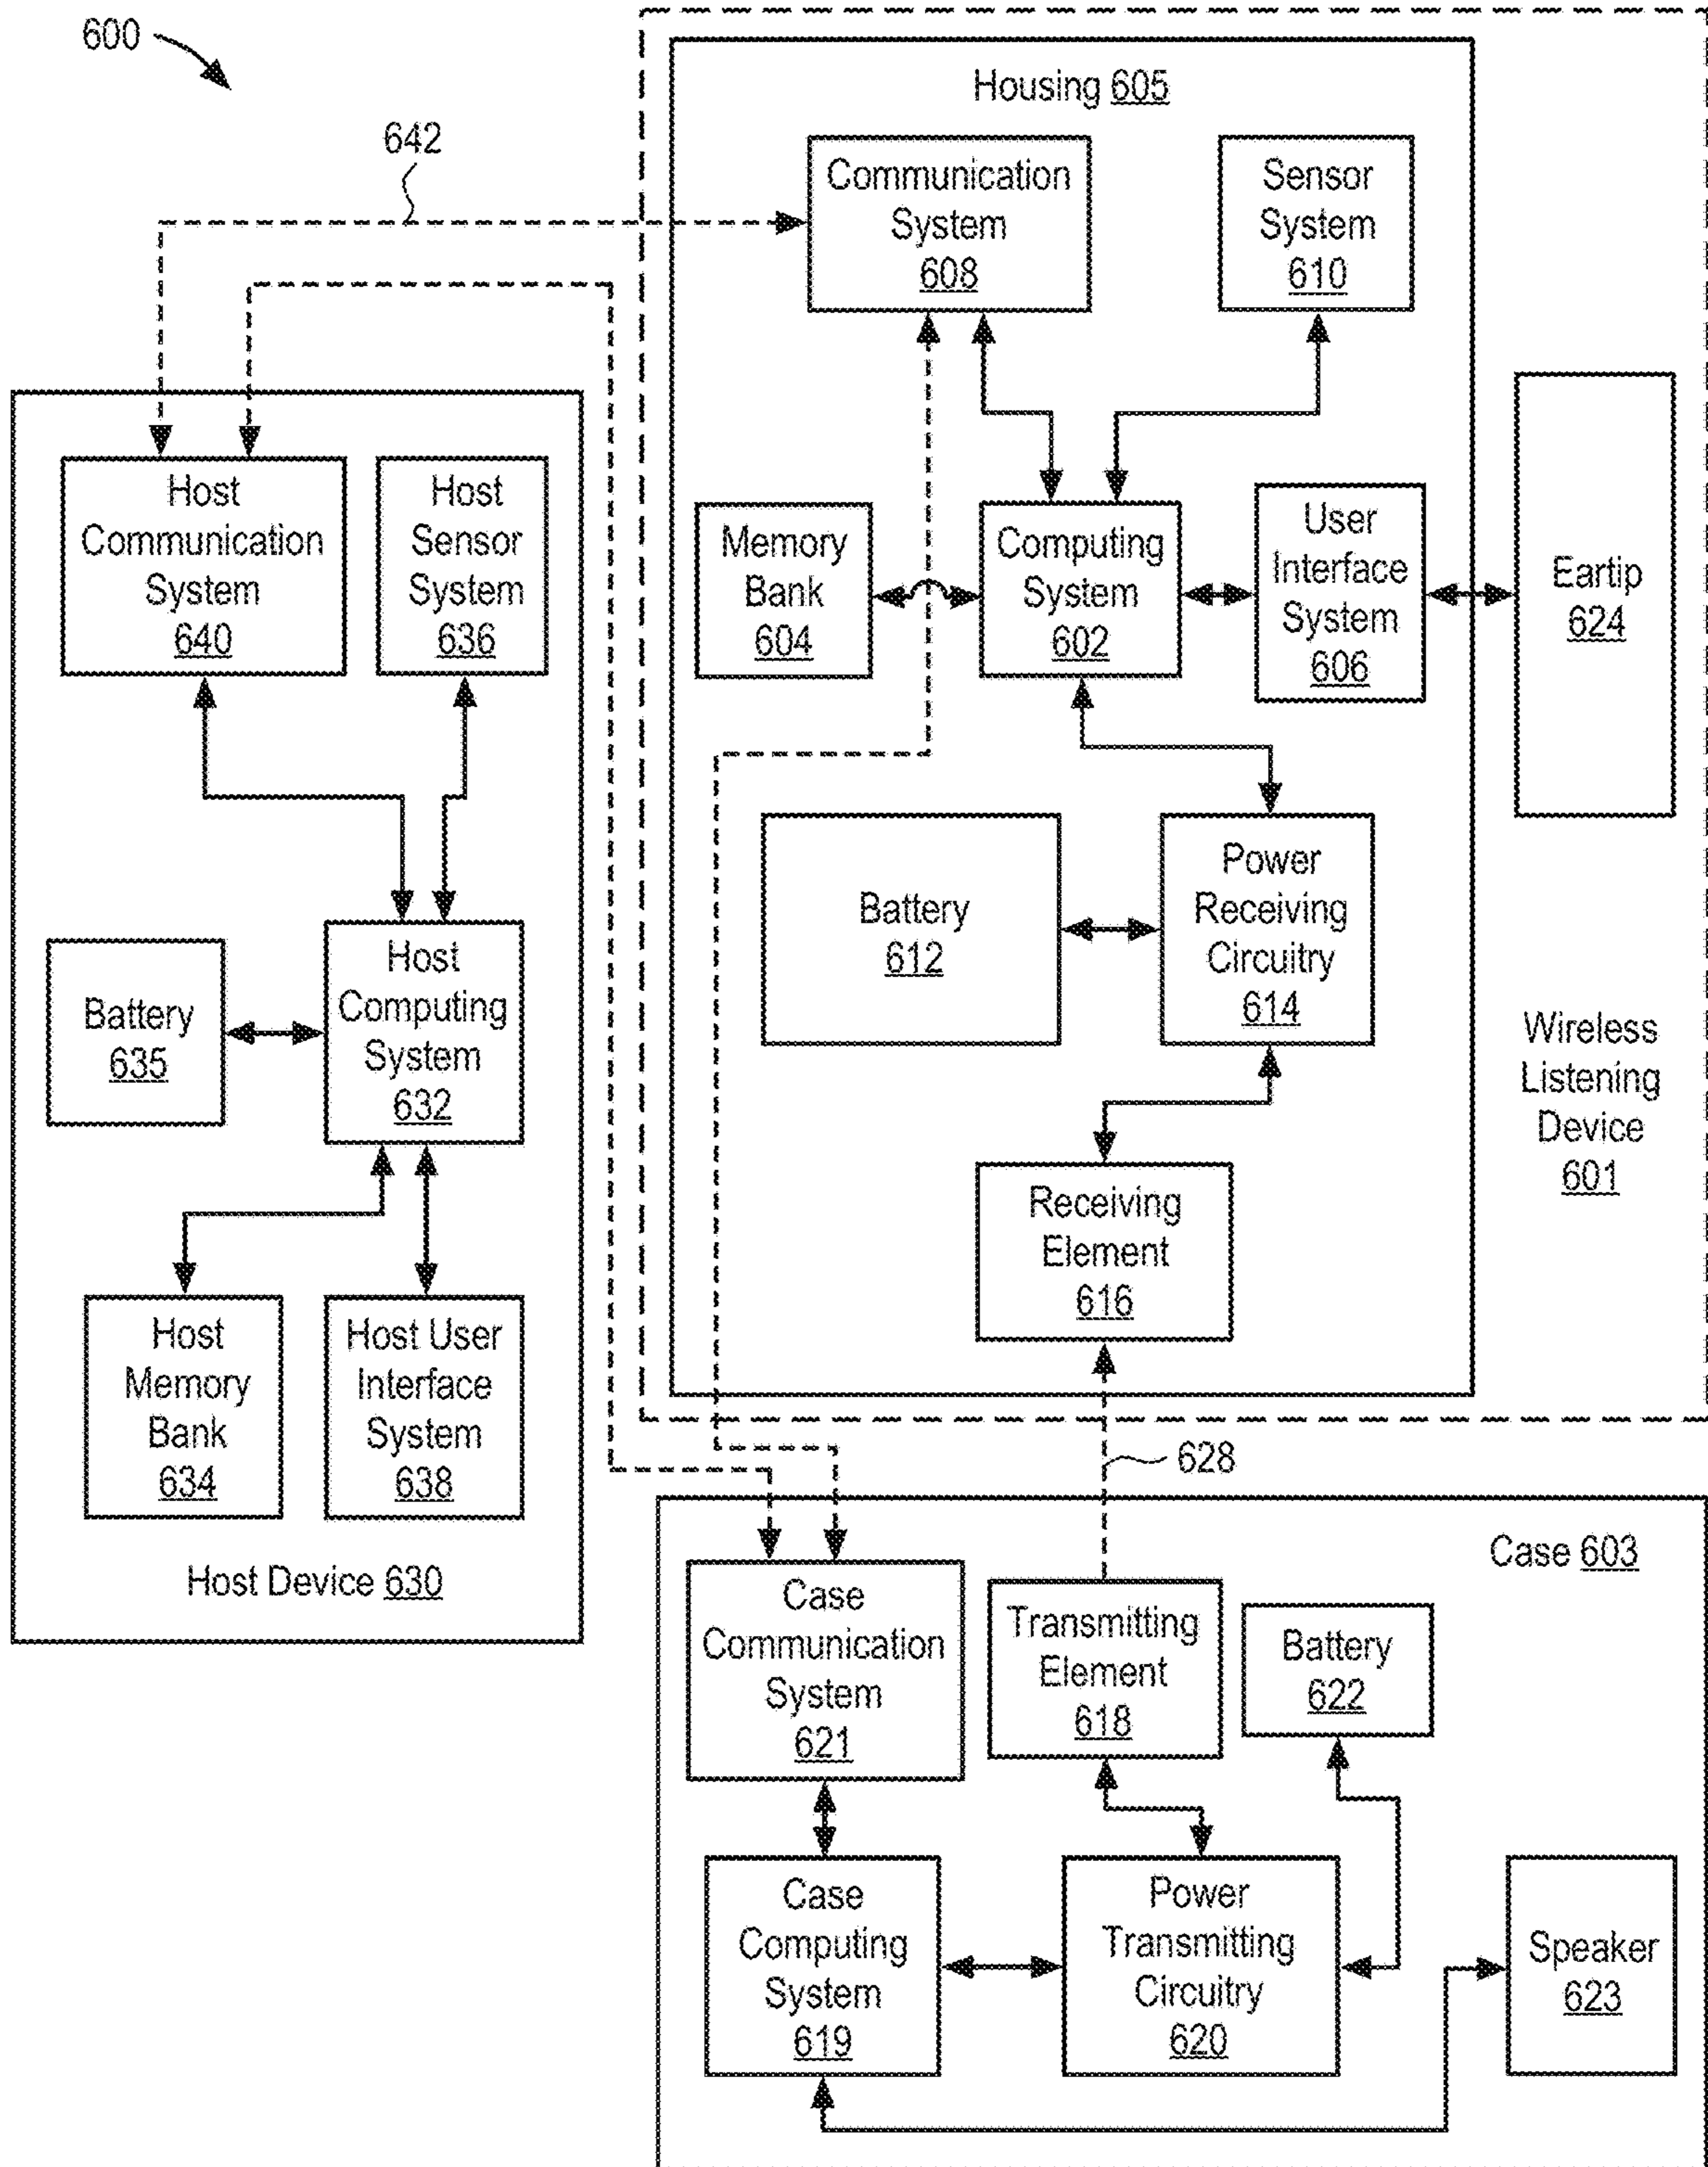 600
642
Housing 605
Communication
System
608
Sensor
System
610
Host
Communication
System
640
Host
Sensor
System
636
Memory
Bank
604
Computing
System
602
User
Interface
System
606
Eartip
624
Battery
612
Power
Receiving
Circuitry
614
Battery
635
Host
Computing
System
632
Wireless
Listening
Device
601
Receiving
Element
616
Host
Memory
Bank
634
Host User
Interface
System
638
Host Device 630
628
Case 603
Case
Communication
System
621
Transmitting
Element
618
Battery
622
Case
Computing
System
619
Power
Transmitting
Circuitry
620
Speaker
623